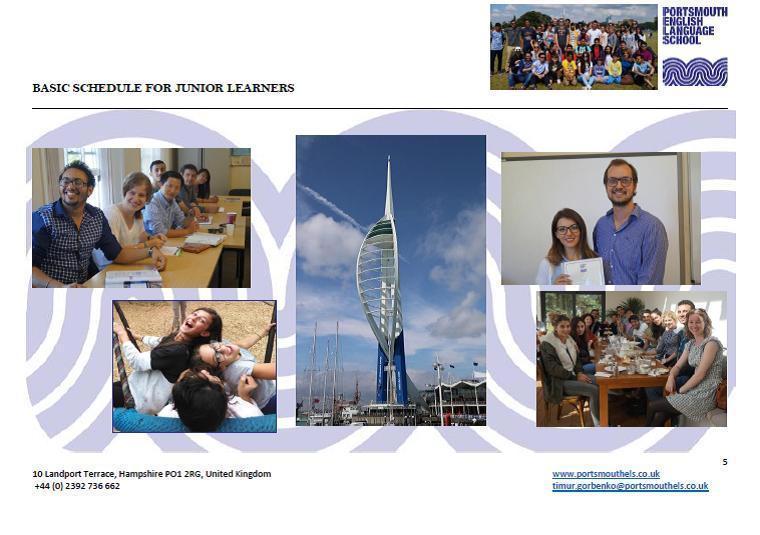 PORTSMOUTH
ENGLISH
LANGUAGE
SCHOOL
BASIC SCHEDULE FOR JUNIOR LEARNERS
5
10 Landport Terrace, Hampshire PO1 2RG, United Kingdom
+44 (0) 2392 736 662
www.portsmouthels.co.uk
timur.gorbenko@portsmouthels.co.uk